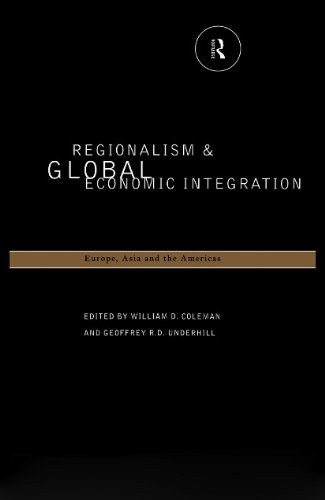 REGIONALISM &
GLOBAL
ECONOMIC INTEGRATION
Europe, Asia and the Americas
EDITED BY WILLIAM D. COLEMAN
AND GEOFFREY R.D. UNDERHILL